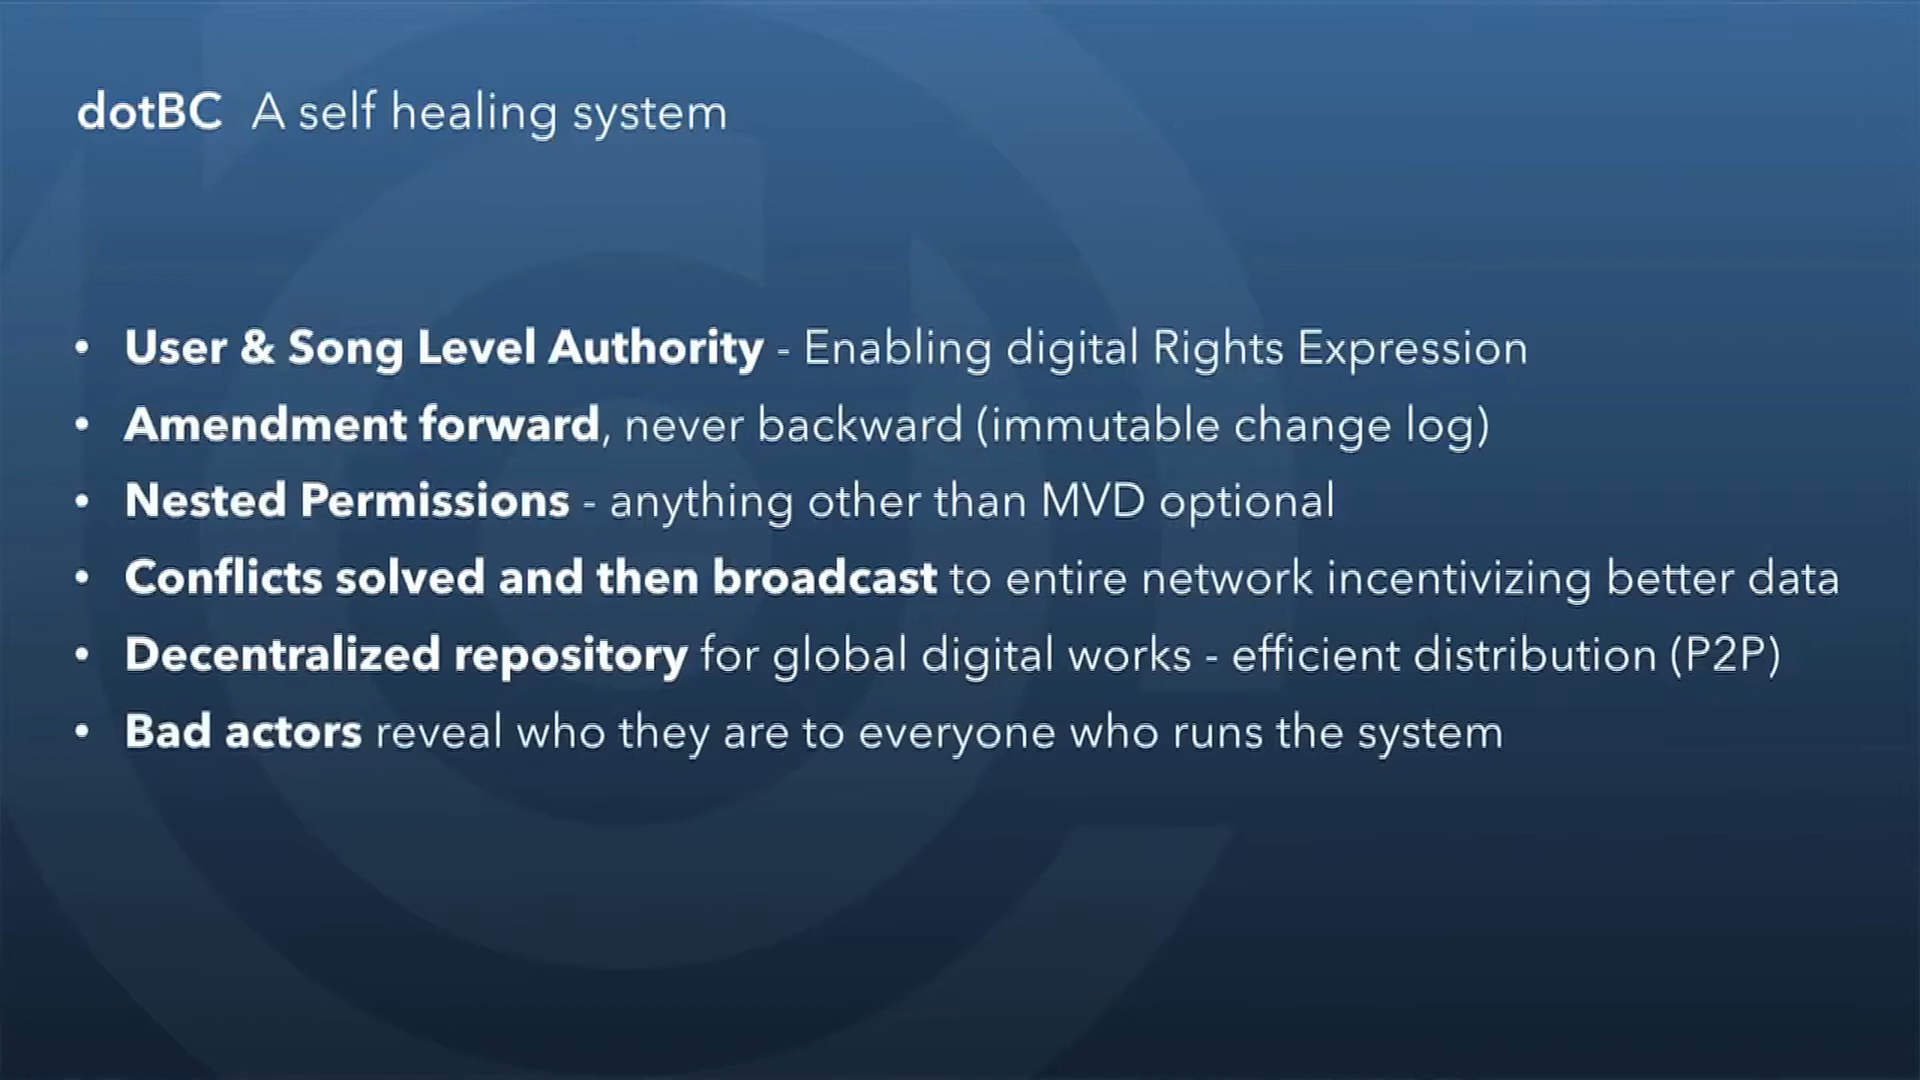 dotBC A self healing system
• User & Song Level Authority - Enabling digital Rights Expression
• Amendment forward, never backward (immutable change log)
• Nested Permissions - anything other than MVD optional
• Conflicts solved and then broadcast to entire network incentivizing better data
• Decentralized repository for global digital works - efficient distribution (P2P)
• Bad actors reveal who they are to everyone who runs the system